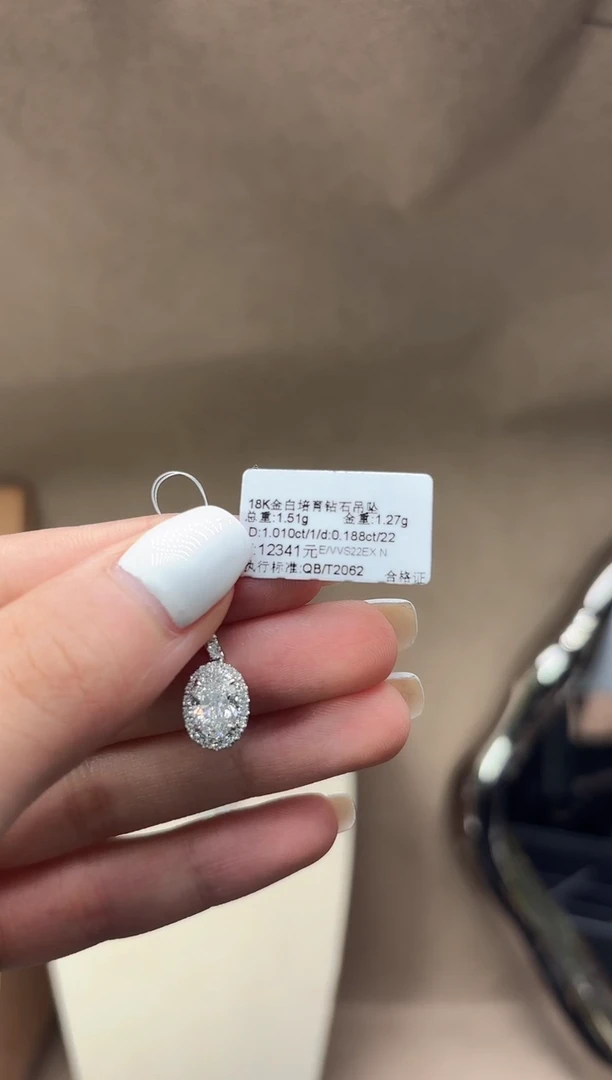 18K金白培育钻石吊坠
总重:1.51g 金重:1.27g
D:1.010ct/1/d:0.188ct/22
:12341元E/VVS22EX N
执行标准:QB/T2062 合格证